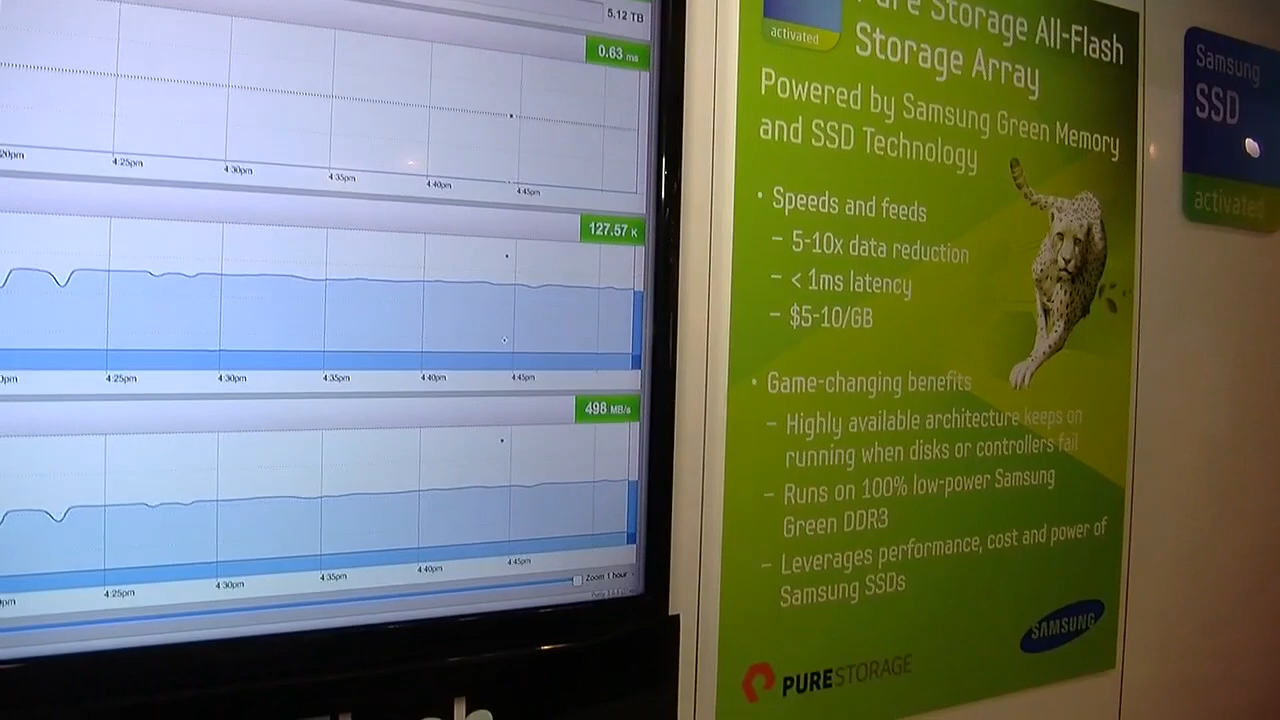 5.12 TB
0.63 ms
4:25pm 4:30pm 4:35pm 4:40pm 4:45pm
127.57 K
4:25pm 4:30pm 4:35pm 4:40pm 4:45pm
498 MB/s
4:25pm 4:30pm 4:35pm 4:40pm 4:45pm
Zoom 1 hour
activated
Pure Storage All-Flash
Storage Array
Powered by Samsung Green Memory
and SSD Technology
• Speeds and feeds
– 5-10x data reduction
– < 1ms latency
– $5-10/GB
• Game-changing benefits
– Highly available architecture keeps on
running when disks or controllers fail
– Runs on 100% low-power Samsung
Green DDR3
– Leverages performance, cost and power of
Samsung SSDs
SAMSUNG
PURESTORAGE
Samsung
SSD
activated